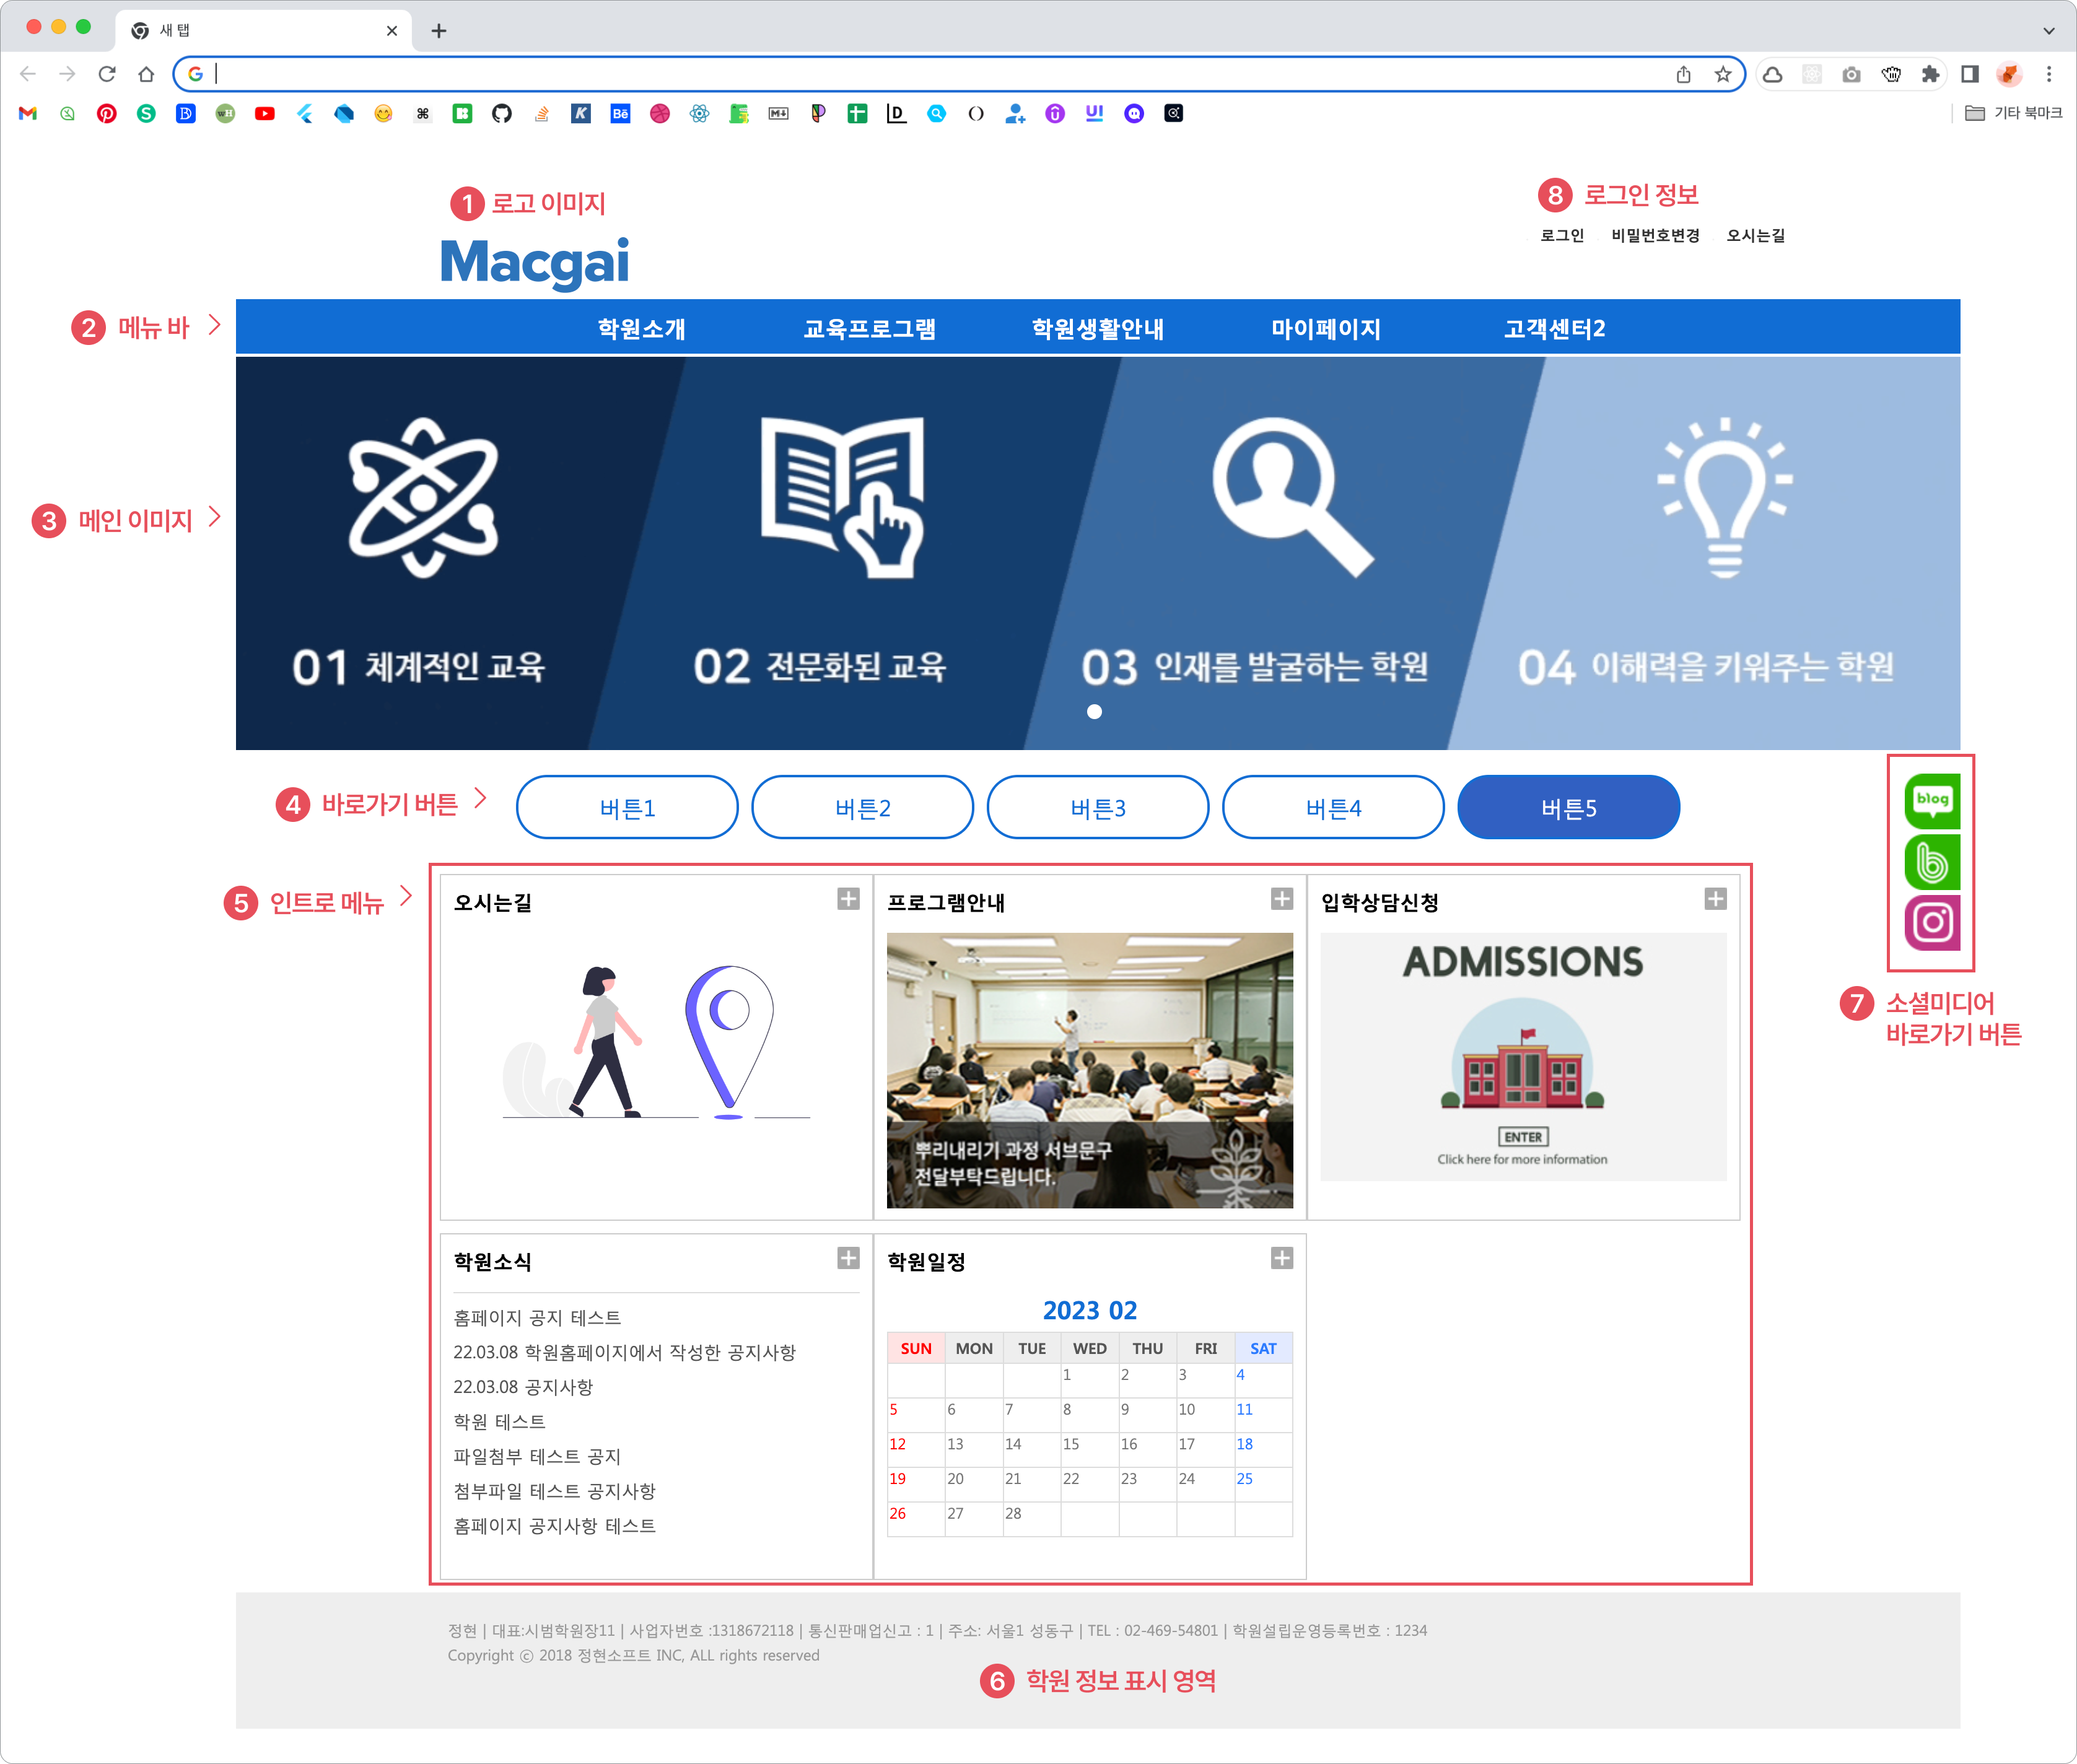 새 탭
기타 북마크
1 로고 이미지
8 로그인 정보
Macgai
로그인 비밀번호변경 오시는길
2 메뉴 바
학원소개 교육프로그램 학원생활안내 마이페이지 고객센터2
3 메인 이미지
01 체계적인 교육
02 전문화된 교육
03 인재를 발굴하는 학원
04 이해력을 키워주는 학원
4 바로가기 버튼
버튼1 버튼2 버튼3 버튼4 버튼5
blog
7 소셜미디어
바로가기 버튼
5 인트로 메뉴
오시는길
프로그램안내
뿌리내리기 과정 서브문구
전달부탁드립니다.
입학상담신청
ADMISSIONS
ENTER
Click here for more information
학원소식
홈페이지 공지 테스트
22.03.08 학원홈페이지에서 작성한 공지사항
22.03.08 공지사항
학원 테스트
파일첨부 테스트 공지
첨부파일 테스트 공지사항
홈페이지 공지사항 테스트
학원일정
2023 02
SUN MON TUE WED THU FRI SAT
1 2 3 4
5 6 7 8 9 10 11
12 13 14 15 16 17 18
19 20 21 22 23 24 25
26 27 28
정현 | 대표:시범학원장11 | 사업자번호 :1318672118 | 통신판매업신고 : 1 | 주소: 서울1 성동구 | TEL : 02-469-54801 | 학원설립운영등록번호 : 1234
Copyright ⓒ 2018 정현소프트 INC, ALL rights reserved
6 학원 정보 표시 영역